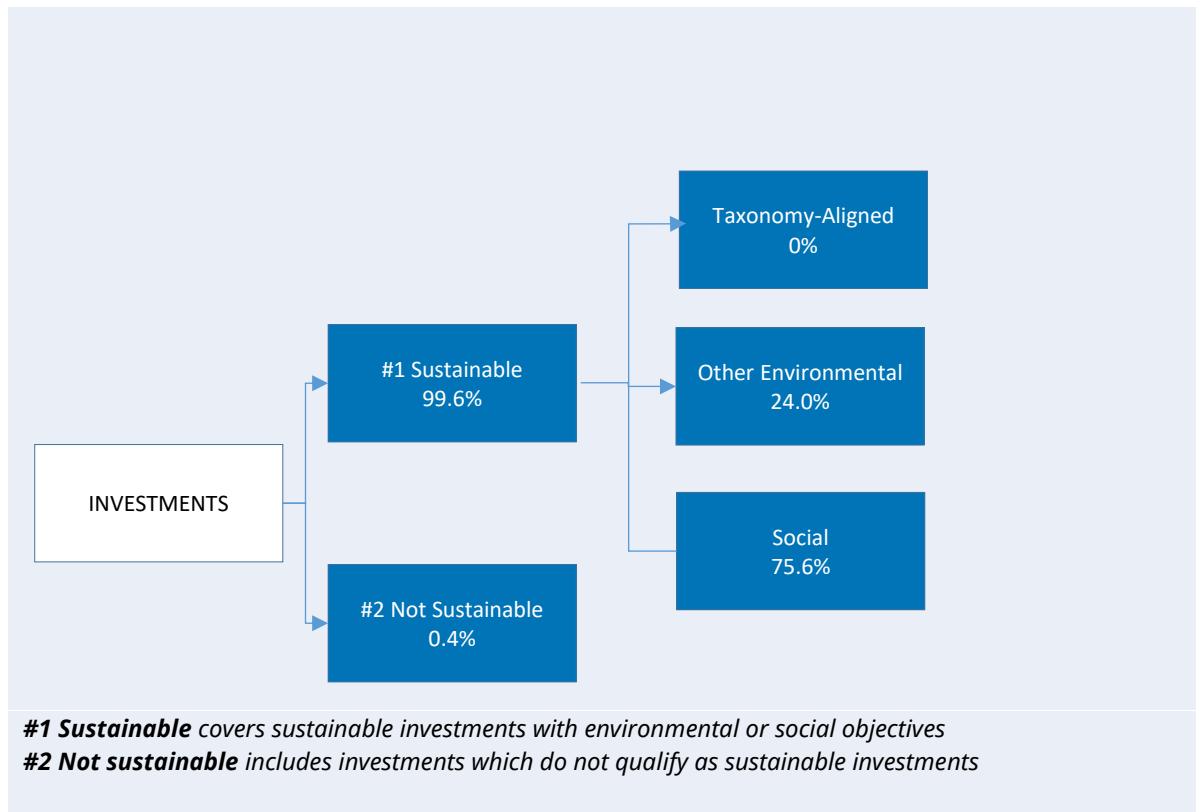 Taxonomy-Aligned
0%
#1 Sustainable
99.6%
Other Environmental
24.0%
INVESTMENTS
Social
75.6%
#2 Not Sustainable
0.4%
#1 Sustainable covers sustainable investments with environmental or social objectives
#2 Not sustainable includes investments which do not qualify as sustainable investments